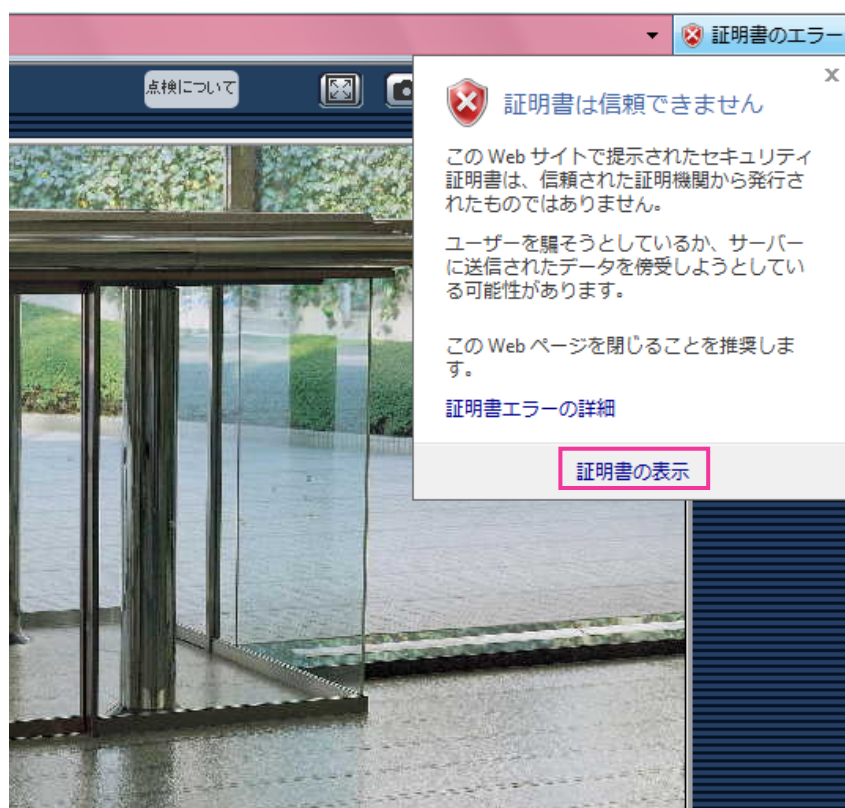 証明書のエラー
点検について
証明書は信頼できません
この Web サイトで提示されたセキュリティ
証明書は、信頼された証明機関から発行さ
れたものではありません。
ユーザーを騙そうとしているか、サーバー
に送信されたデータを傍受しようとしてい
る可能性があります。
この Web ページを閉じることを推奨しま
す。
証明書エラーの詳細
証明書の表示